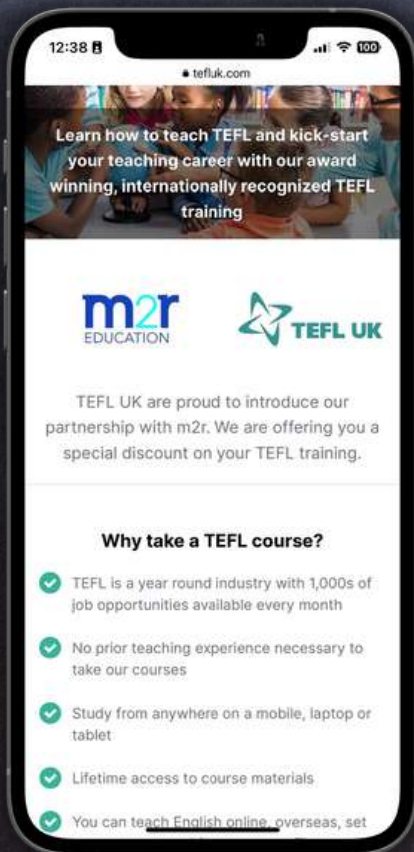 12:38
100
tefluk.com
Learn how to teach TEFL and kick-start
your teaching career with our award
winning, internationally recognized TEFL
training
m2r
EDUCATION
TEFL UK
TEFL UK are proud to introduce our
partnership with m2r. We are offering you a
special discount on your TEFL training.
Why take a TEFL course?
TEFL is a year round industry with 1,000s of
job opportunities available every month
No prior teaching experience necessary to
take our courses
Study from anywhere on a mobile, laptop or
tablet
Lifetime access to course materials
You can teach English online, overseas, set